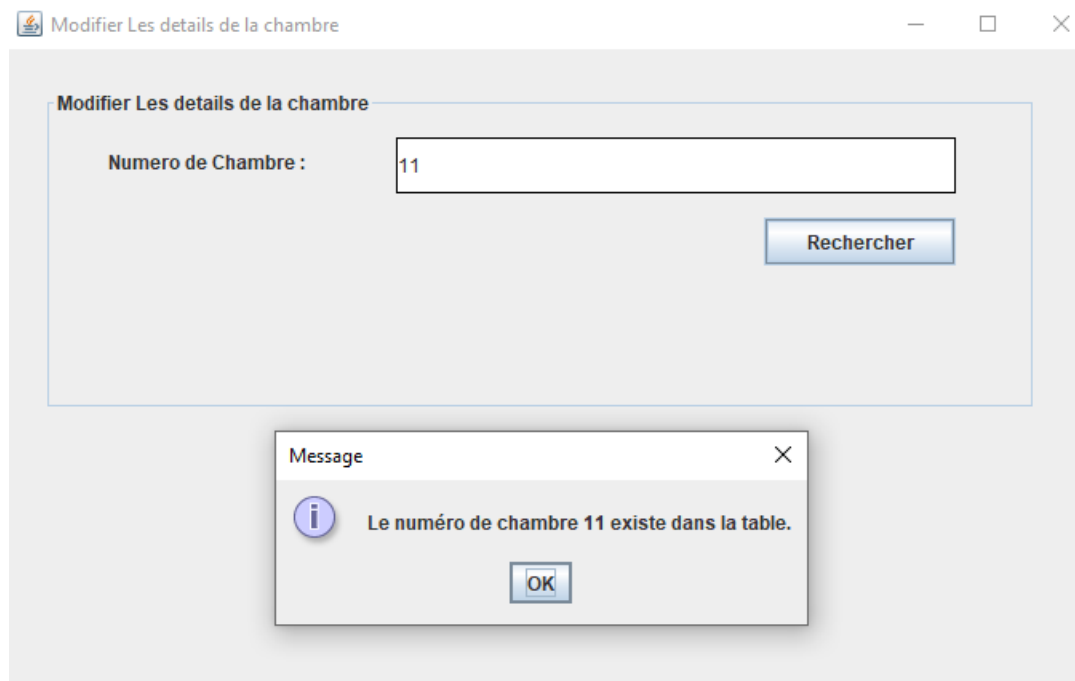 Modifier Les details de la chambre
Modifier Les details de la chambre
Numero de Chambre :
11
Rechercher
Message
Le numéro de chambre 11 existe dans la table.
OK